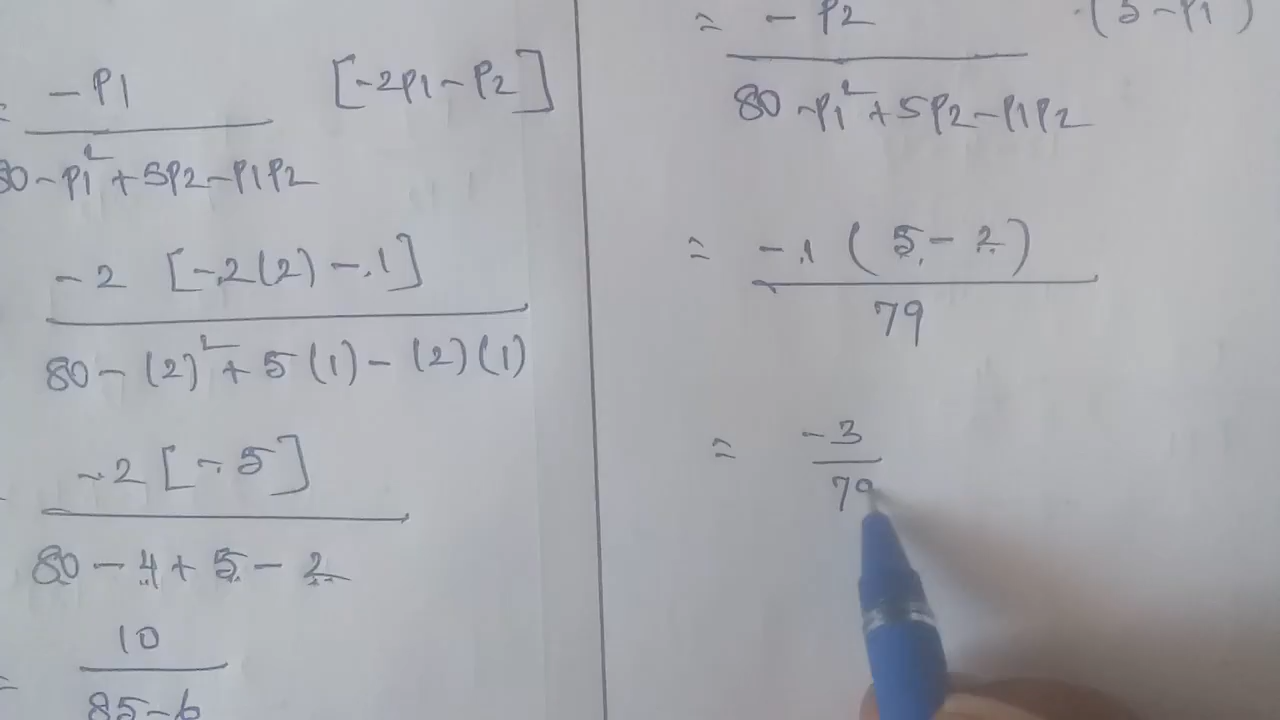 - P1 [-2P1 - P2]
80 - P1² + 5P2 - P1P2
- 2 [-2(2) - 1]
80 - (2)² + 5(1) - (2)(1)
- 2 [-5]
80 - 4 + 5 - 2
10
= 85 - 6
= - P2 · (5 - P1)
80 - P1² + 5P2 - P1P2
= - 1 (5 - 2)
79
= - 3
79